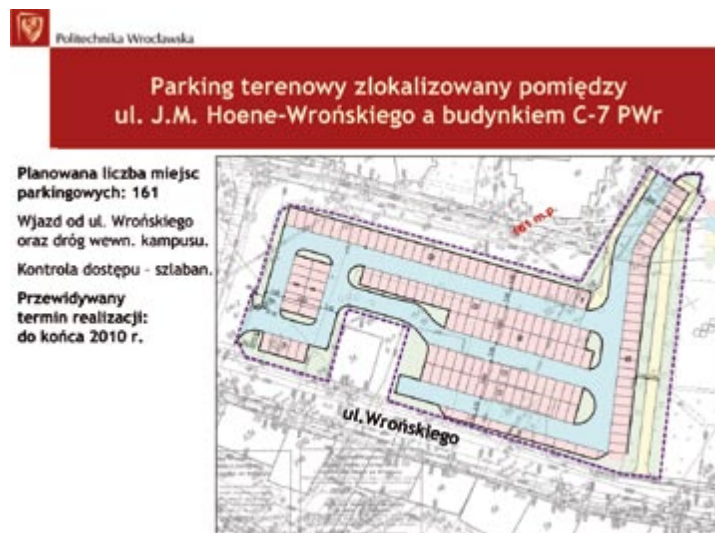 Politechnika Wrocławska
Parking terenowy zlokalizowany pomiędzy
ul. J.M. Hoene-Wrońskiego a budynkiem C-7 PWr
Planowana liczba miejsc
parkingowych: 161
Wjazd od ul. Wrońskiego
oraz dróg wewn. kampusu.
Kontrola dostępu - szlaban.
Przewidywany
termin realizacji:
do końca 2010 r.
161 m.p.
ul.Wrońskiego